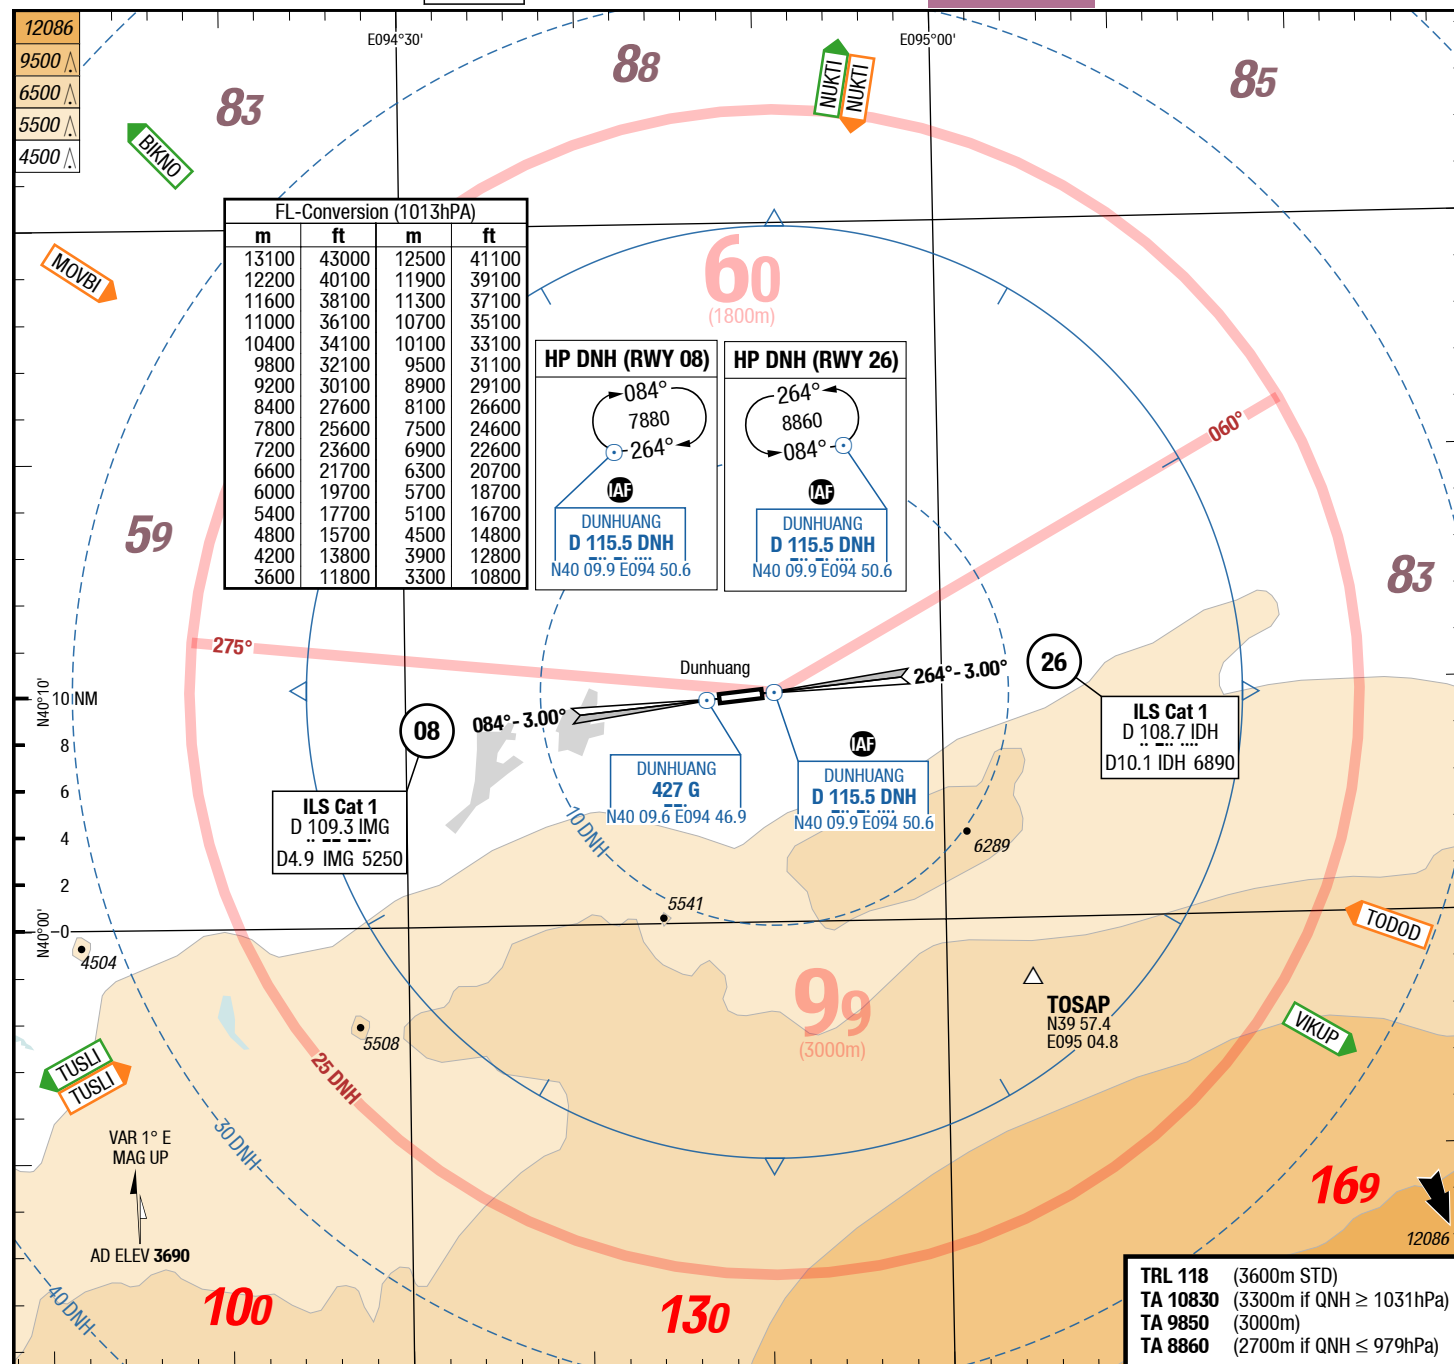 12086
9500
6500
5500
4500
E094°30'
E095°00'
83
88
85
NUKTI
NUKTI
BIKNO
MOVBI
FL-Conversion (1013hPA)
m ft m ft
13100 43000 12500 41100
12200 40100 11900 39100
11600 38100 11300 37100
11000 36100 10700 35100
10400 34100 10100 33100
9800 32100 9500 31100
9200 30100 8900 29100
8400 27600 8100 26600
7800 25600 7500 24600
7200 23600 6900 22600
6600 21700 6300 20700
6000 19700 5700 18700
5400 17700 5100 16700
4800 15700 4500 14800
4200 13800 3900 12800
3600 11800 3300 10800
60
(1800m)
HP DNH (RWY 08)
084°
7880
264°
IAF
DUNHUANG
D 115.5 DNH
N40 09.9 E094 50.6
HP DNH (RWY 26)
264°
8860
084°
IAF
DUNHUANG
D 115.5 DNH
N40 09.9 E094 50.6
060°
59
83
275°
Dunhuang
264°- 3.00°
26
084°- 3.00°
08
ILS Cat 1
D 108.7 IDH
D10.1 IDH 6890
N40°10'
10 NM
8
6
4
2
0
N40°00'
ILS Cat 1
D 109.3 IMG
D4.9 IMG 5250
DUNHUANG
427 G
N40 09.6 E094 46.9
IAF
DUNHUANG
D 115.5 DNH
N40 09.9 E094 50.6
10 DNH
6289
5541
4504
5508
TODOD
99
(3000m)
TOSAP
N39 57.4
E095 04.8
VIKUP
TUSLI
TUSLI
25 DNH
30 DNH
40 DNH
VAR 1° E
MAG UP
AD ELEV 3690
100
130
169
12086
TRL 118 (3600m STD)
TA 10830 (3300m if QNH ≥ 1031hPa)
TA 9850 (3000m)
TA 8860 (2700m if QNH ≤ 979hPa)